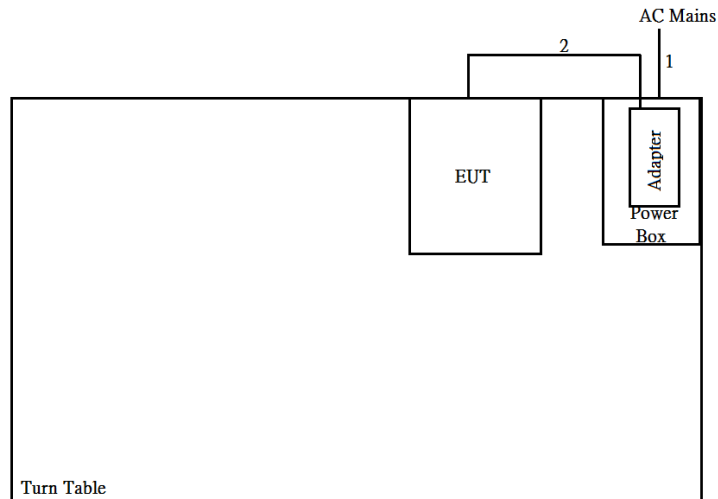 AC Mains
2
1
EUT
Adapter
Power
Box
Turn Table